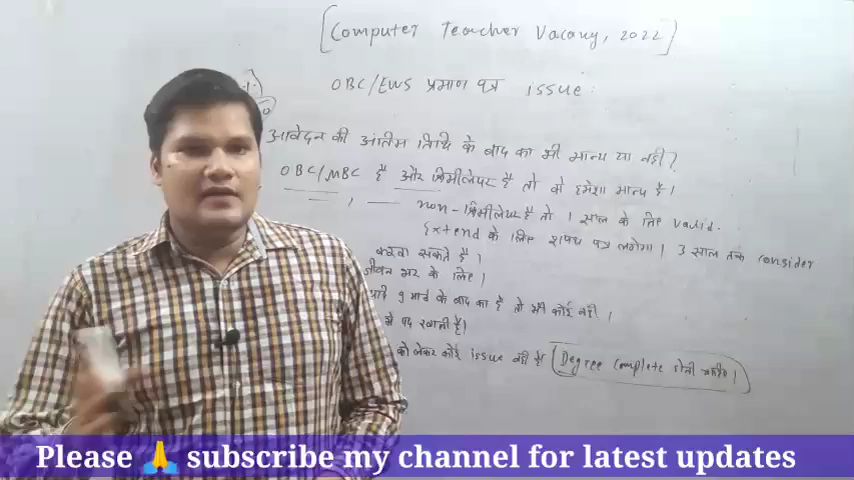 [Computer Teacher Vacancy, 2022]
OBC/EWS प्रमाण पत्र issue :
आवेदन की अंतिम तिथि के बाद का भी मान्य या नहीं?
OBC/MBC है और क्रिमीलेयर है तो वो हमेशा मान्य है।
non-क्रिमीलेयर है तो 1 साल के लिए valid.
Extend के लिए शपथ पत्र लगेगा। 3 साल तक consider
करवा सकते है।
जीवन भर के लिए।
यदि 9 मार्च के बाद का है तो भी कोई नहीं।
से पद खाली है।
को लेकर कोई issue नहीं है (Degree complete होनी चाहिए।
Please 🙏 subscribe my channel for latest updates